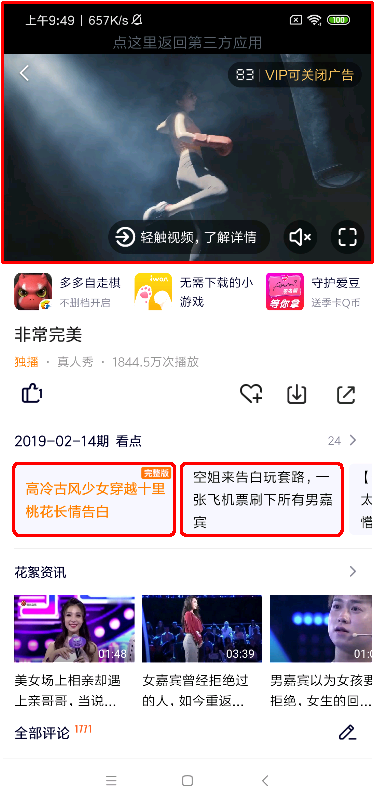 上午9:49 | 657K/s
100
点这里返回第三方应用
83 | VIP可关闭广告
轻触视频，了解详情
多多自走棋
不删档开启
iwan
无需下载的小
游戏
等你拿
守护爱豆
送季卡Q币
非常完美
独播 · 真人秀 · 1844.5万次播放
1
2019-02-14期 看点
24
完整版
高冷古风少女穿越十里
桃花长情告白
空姐来告白玩套路，一
张飞机票刷下所有男嘉
宾
【
太
惜
花絮资讯
01:48
03:39
00:3
美女场上相亲却遇
上亲哥哥，当说...
女嘉宾曾经拒绝过
的人，如今重返...
男嘉宾以为女孩要
拒绝，女生的回...
全部评论 1771